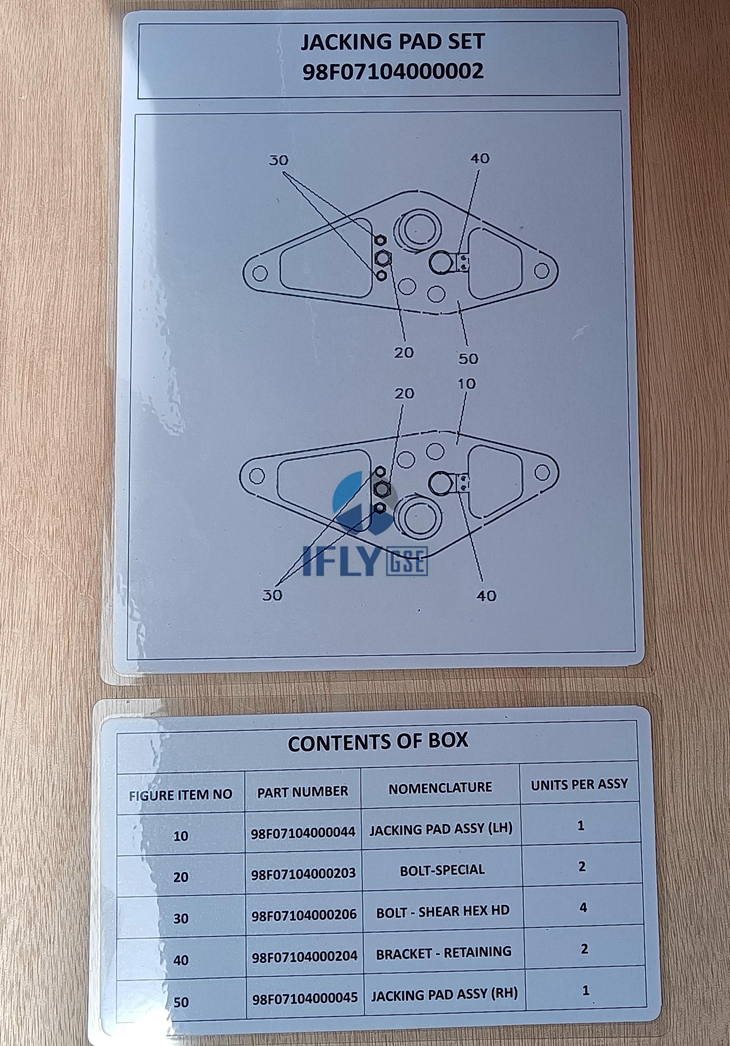 JACKING PAD SET
98F07104000002
30 40
20
50
10
20
IFLY GSE
30 40
CONTENTS OF BOX
FIGURE ITEM NO PART NUMBER NOMENCLATURE UNITS PER ASSY
10 98F07104000044 JACKING PAD ASSY (LH) 1
20 98F07104000203 BOLT-SPECIAL 2
30 98F07104000206 BOLT - SHEAR HEX HD 4
40 98F07104000204 BRACKET - RETAINING 2
50 98F07104000045 JACKING PAD ASSY (RH) 1